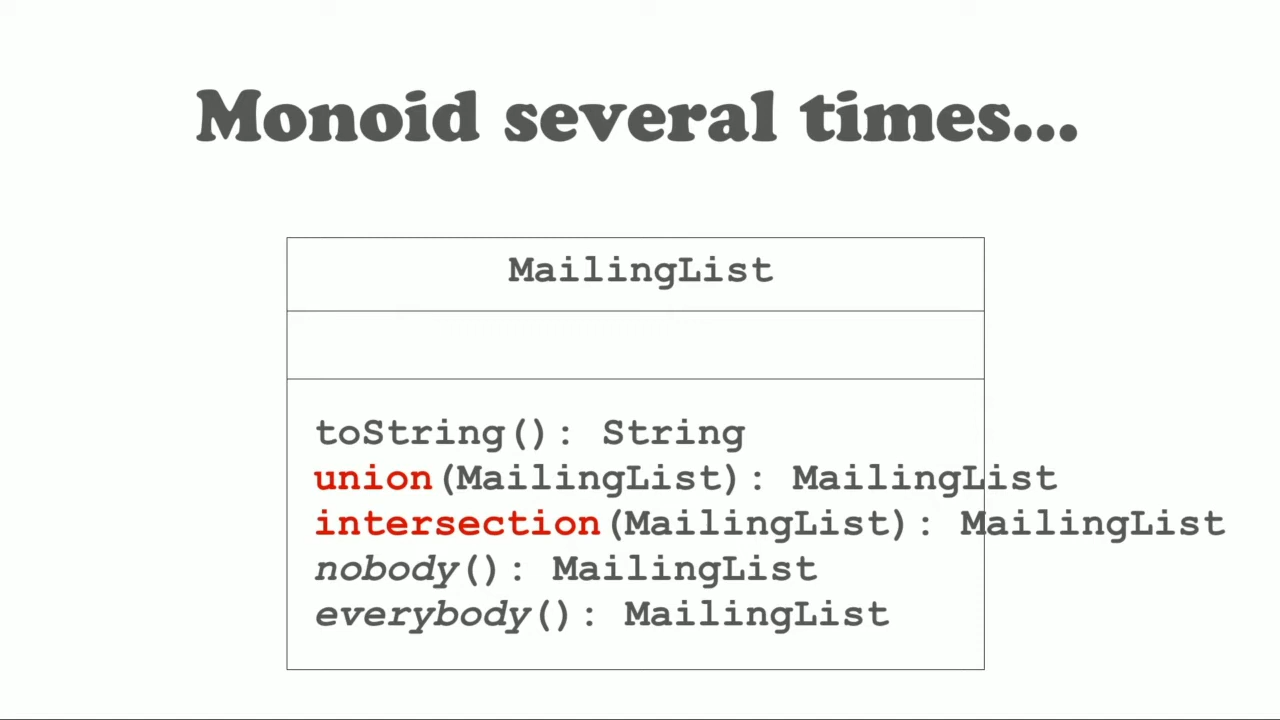 Monoid several times...
MailingList
toString(): String
union(MailingList): MailingList
intersection(MailingList): MailingList
nobody(): MailingList
everybody(): MailingList